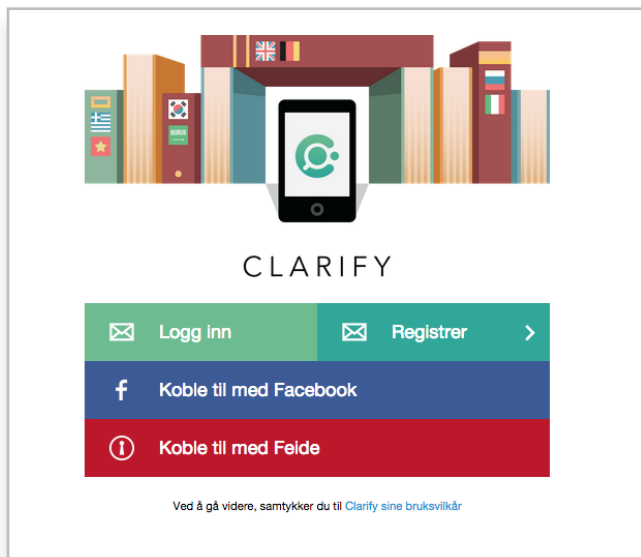 CLARIFY
Logg inn
Registrer
Koble til med Facebook
Koble til med Feide
Ved å gå videre, samtykker du til Clarify sine bruksvilkår